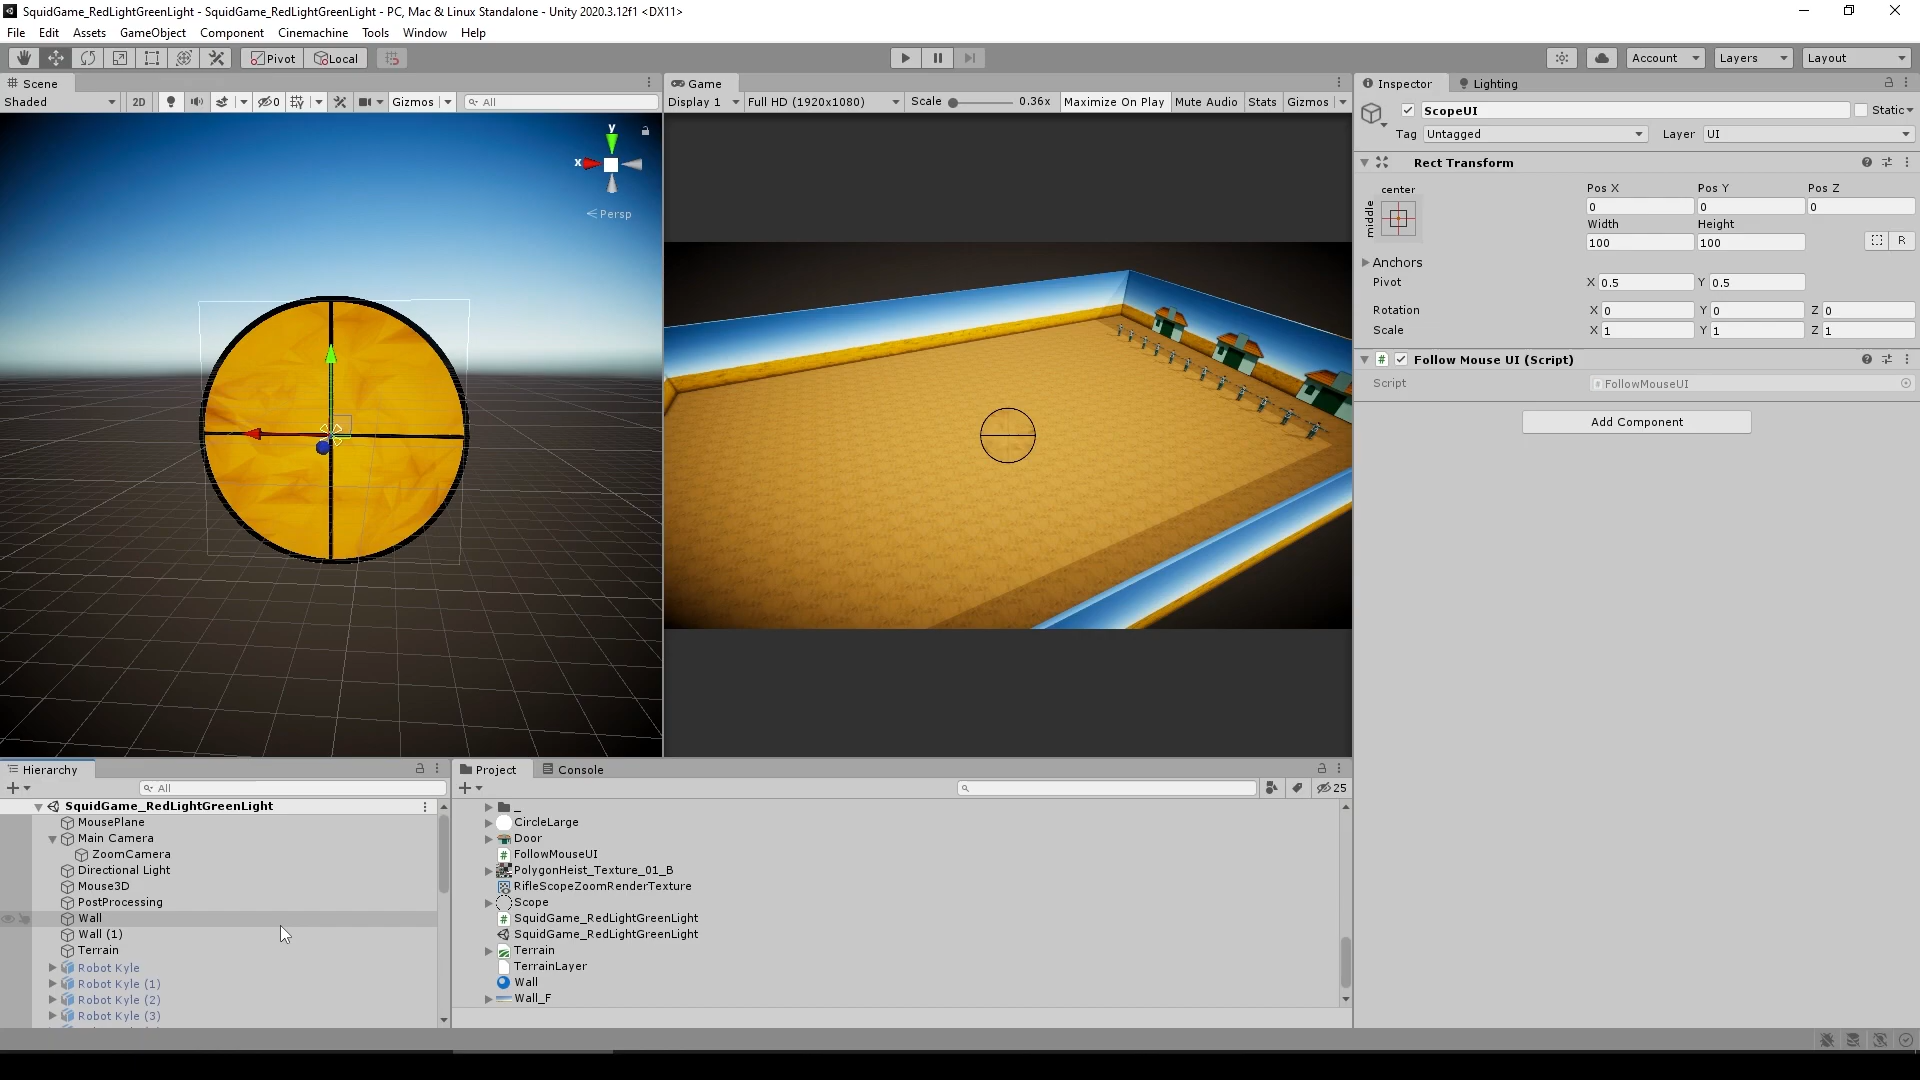 SquidGame_RedLightGreenLight - SquidGame_RedLightGreenLight - PC, Mac & Linux Standalone - Unity 2020.3.12f1 <DX11>
File Edit Assets GameObject Component Cinemachine Tools Window Help
Pivot Local Account Layers Layout
Scene
Shaded 2D 0 Gizmos All
y
x
Persp
Game
Display 1 Full HD (1920x1080) Scale 0.36x Maximize On Play Mute Audio Stats Gizmos
Inspector Lighting
ScopeUI Static
Tag Untagged Layer UI
Rect Transform
center
middle
Pos X Pos Y Pos Z
0 0 0
Width Height
100 100
R
Anchors
Pivot X 0.5 Y 0.5
Rotation X 0 Y 0 Z 0
Scale X 1 Y 1 Z 1
# Follow Mouse UI (Script)
Script FollowMouseUI
Add Component
Hierarchy
All
SquidGame_RedLightGreenLight
MousePlane
Main Camera
ZoomCamera
Directional Light
Mouse3D
PostProcessing
Wall
Wall (1)
Terrain
Robot Kyle
Robot Kyle (1)
Robot Kyle (2)
Robot Kyle (3)
Project Console
25
_
CircleLarge
Door
FollowMouseUI
PolygonHeist_Texture_01_B
RifleScopeZoomRenderTexture
Scope
SquidGame_RedLightGreenLight
SquidGame_RedLightGreenLight
Terrain
TerrainLayer
Wall
Wall_F